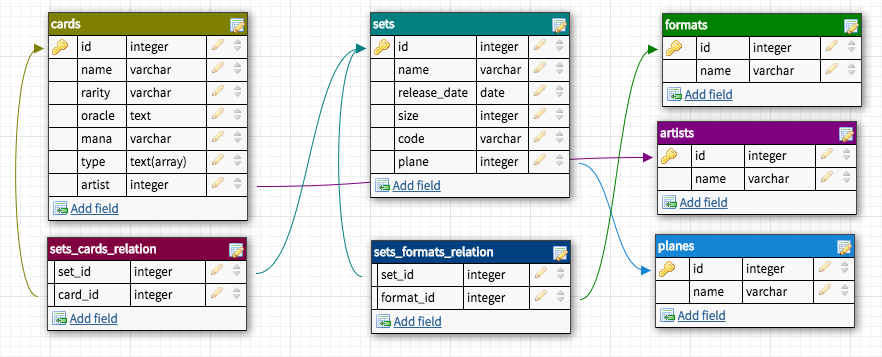 cards
id integer
name varchar
rarity varchar
oracle text
mana varchar
type text(array)
artist integer
Add field
sets
id integer
name varchar
release_date date
size integer
code varchar
plane integer
Add field
formats
id integer
name varchar
Add field
artists
id integer
name varchar
Add field
sets_cards_relation
set_id integer
card_id integer
Add field
sets_formats_relation
set_id integer
format_id integer
Add field
planes
id integer
name varchar
Add field